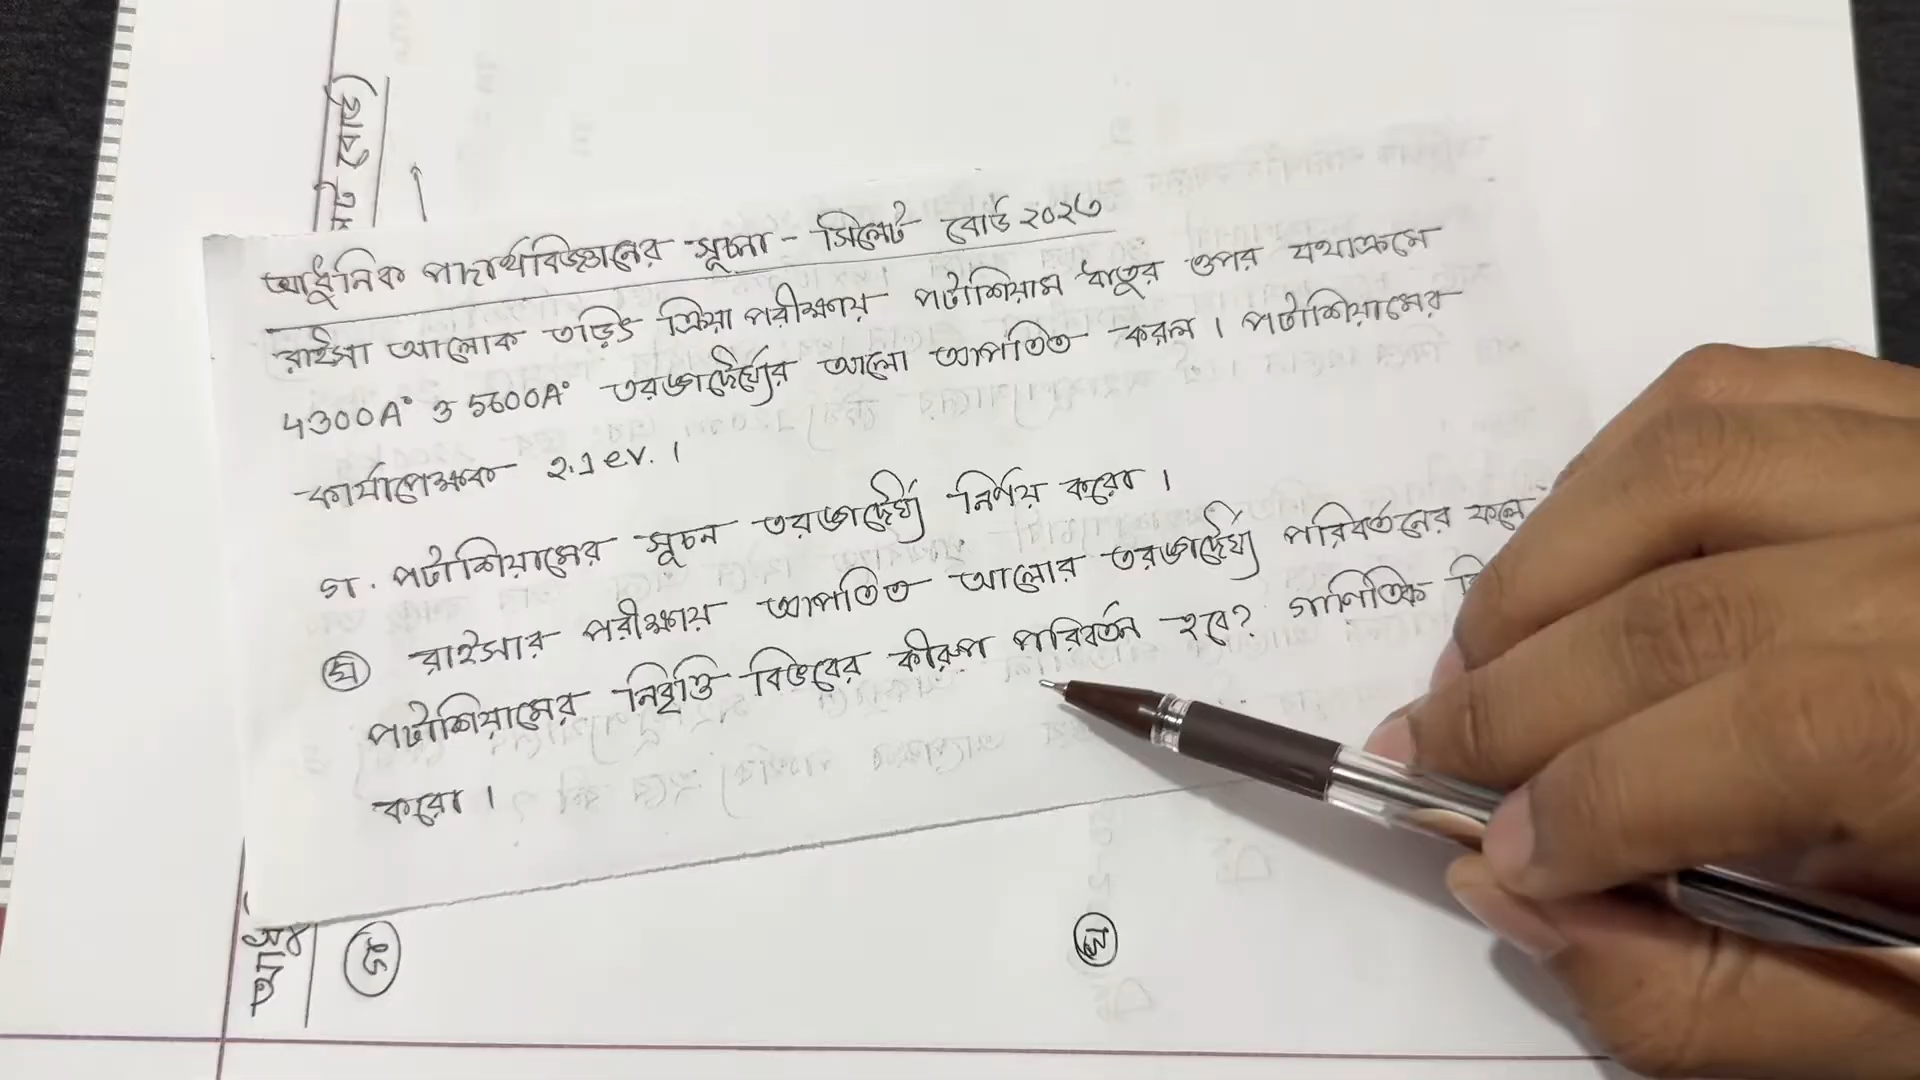 আধুনিক পদার্থবিজ্ঞানের সূচনা - সিলেট বোর্ড ২০২৩
রাইসা আলোক তড়িৎ ক্রিয়া পরীক্ষায় পটাশিয়াম ধাতুর ওপর যথাক্রমে
4300A° ও 5600A° তরঙ্গদৈর্ঘ্যের আলো আপতিত করল। পটাশিয়ামের
কার্যাপেক্ষক ২.1 ev.।
গ. পটাশিয়ামের সূচন তরঙ্গদৈর্ঘ্য নির্ণয় করো।
ঘ রাইসার পরীক্ষায় আপতিত আলোর তরঙ্গদৈর্ঘ্য পরিবর্তনের ফলে
পটাশিয়ামের নিবৃত্তি বিভবের কীরূপ পরিবর্তন হবে? গাণিতিক
করো।